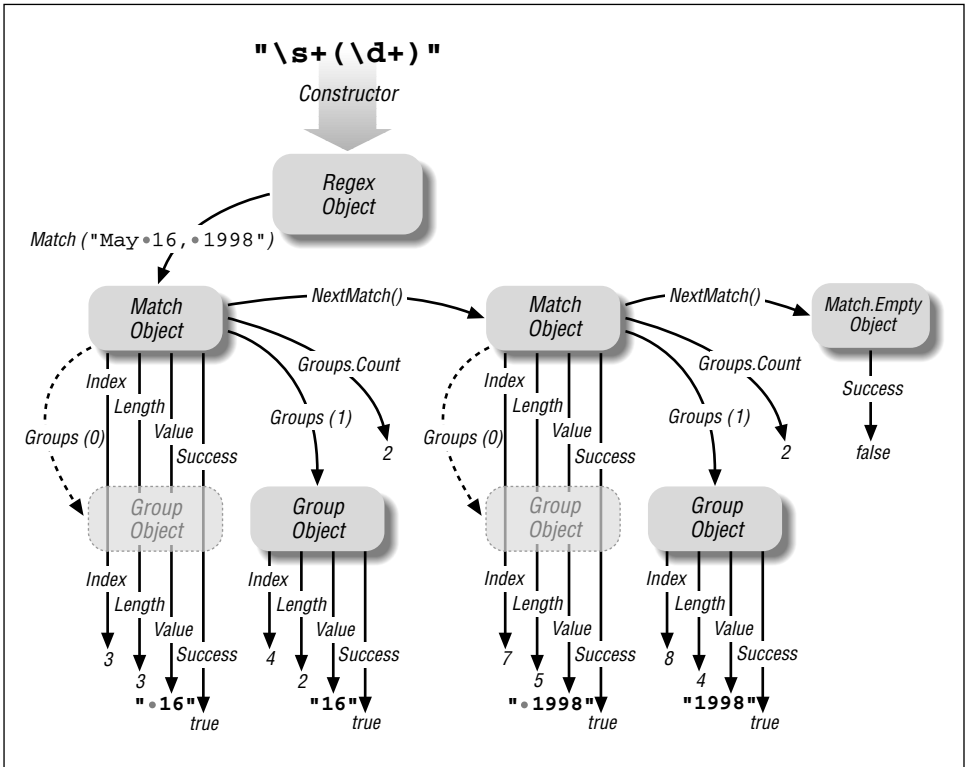 "\s+(\d+)"
Constructor
Regex
Object
Match ("May•16,•1998")
Match
Object
NextMatch()
Match
Object
NextMatch()
Match.Empty
Object
Groups.Count
Groups.Count
Index
Length
Groups (1)
Groups (0)
Value
Success
2
Index
Length
Groups (1)
Groups (0)
Value
Success
2
Success
false
Group
Object
Group
Object
Group
Object
Group
Object
Index
Length
Value
Success
3
3
"•16"
true
Index
Length
Value
Success
4
2
"16"
true
Index
Length
Value
Success
7
5
"•1998"
true
Index
Length
Value
Success
8
4
"1998"
true